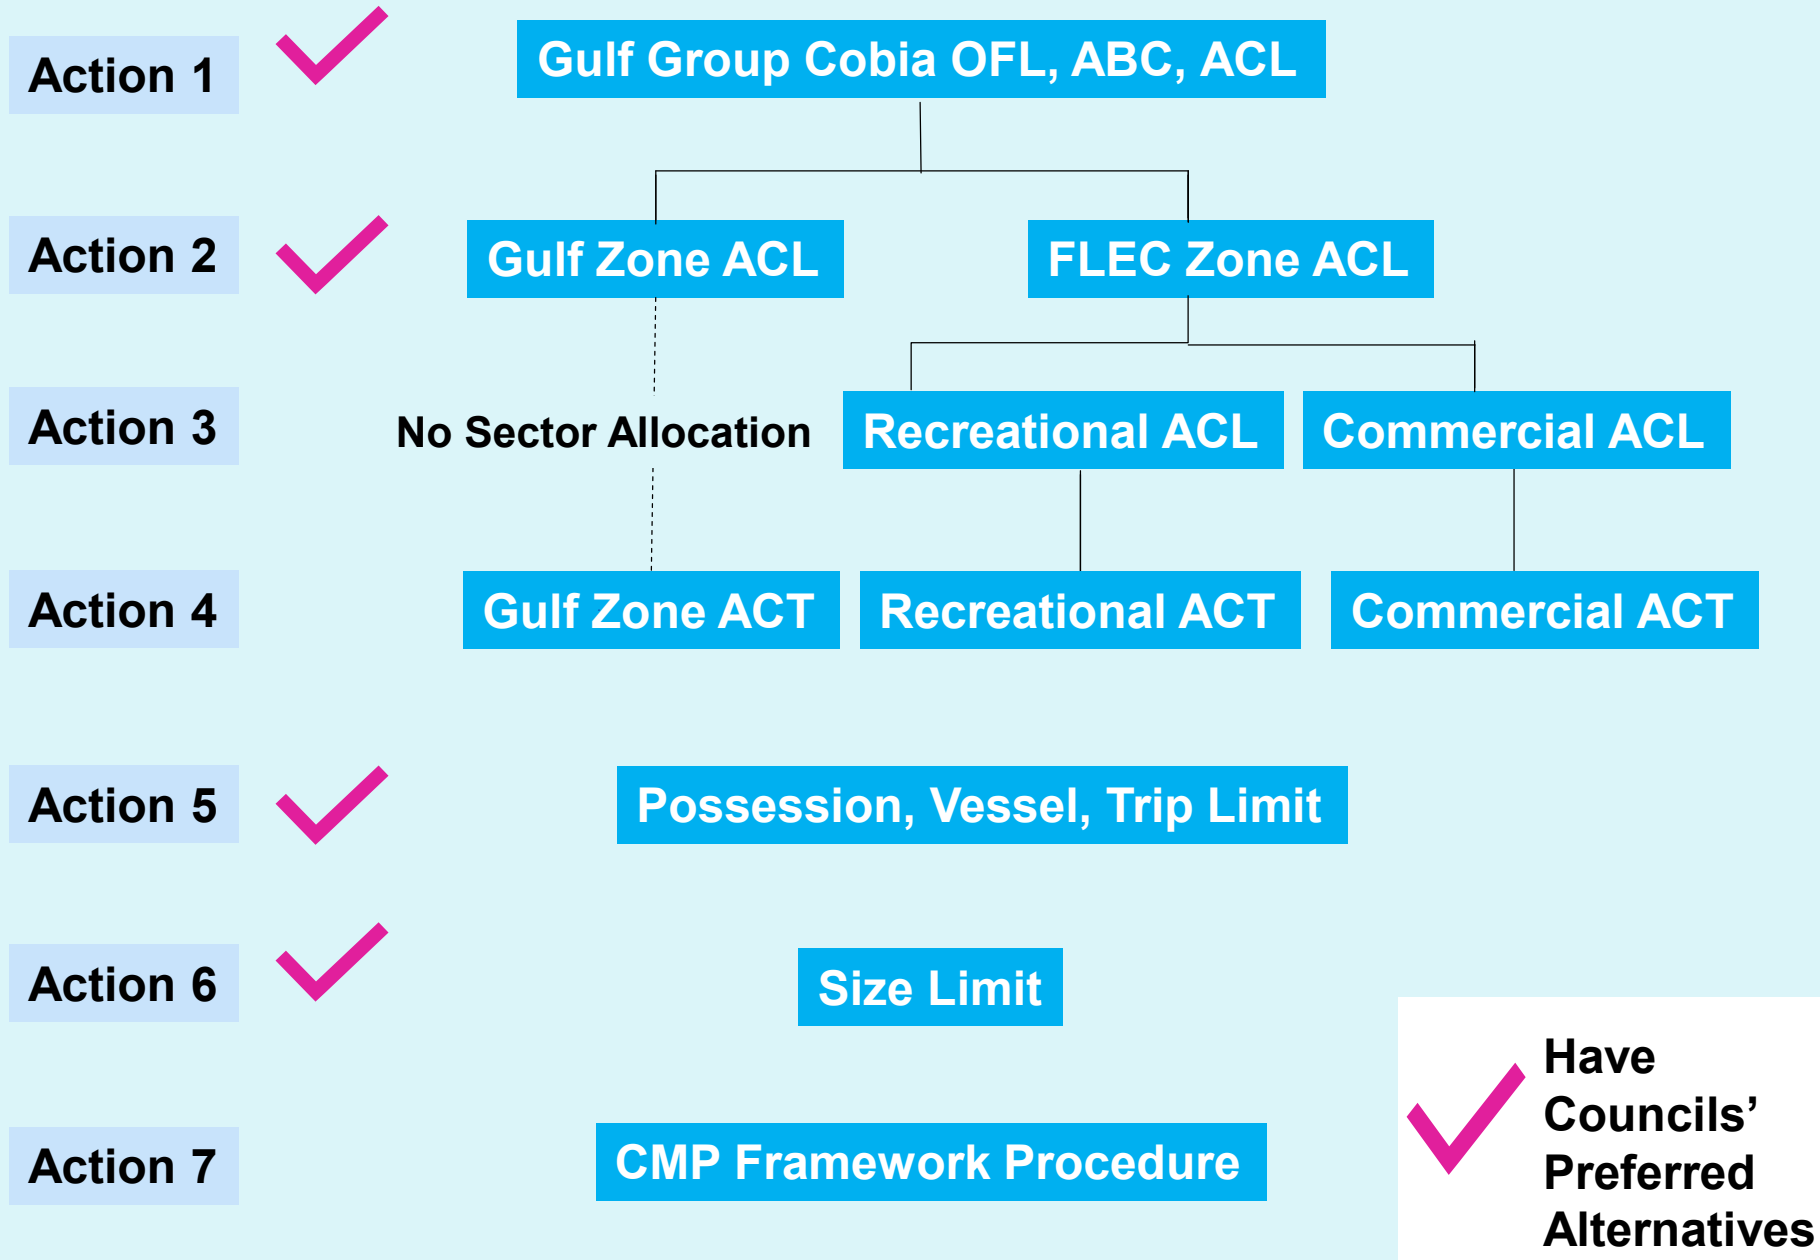 Action 1
Gulf Group Cobia OFL, ABC, ACL
Action 2
Gulf Zone ACL
FLEC Zone ACL
Action 3
No Sector Allocation
Recreational ACL
Commercial ACL
Action 4
Gulf Zone ACT
Recreational ACT
Commercial ACT
Action 5
Possession, Vessel, Trip Limit
Action 6
Size Limit
Action 7
CMP Framework Procedure
Have
Councils’
Preferred
Alternatives